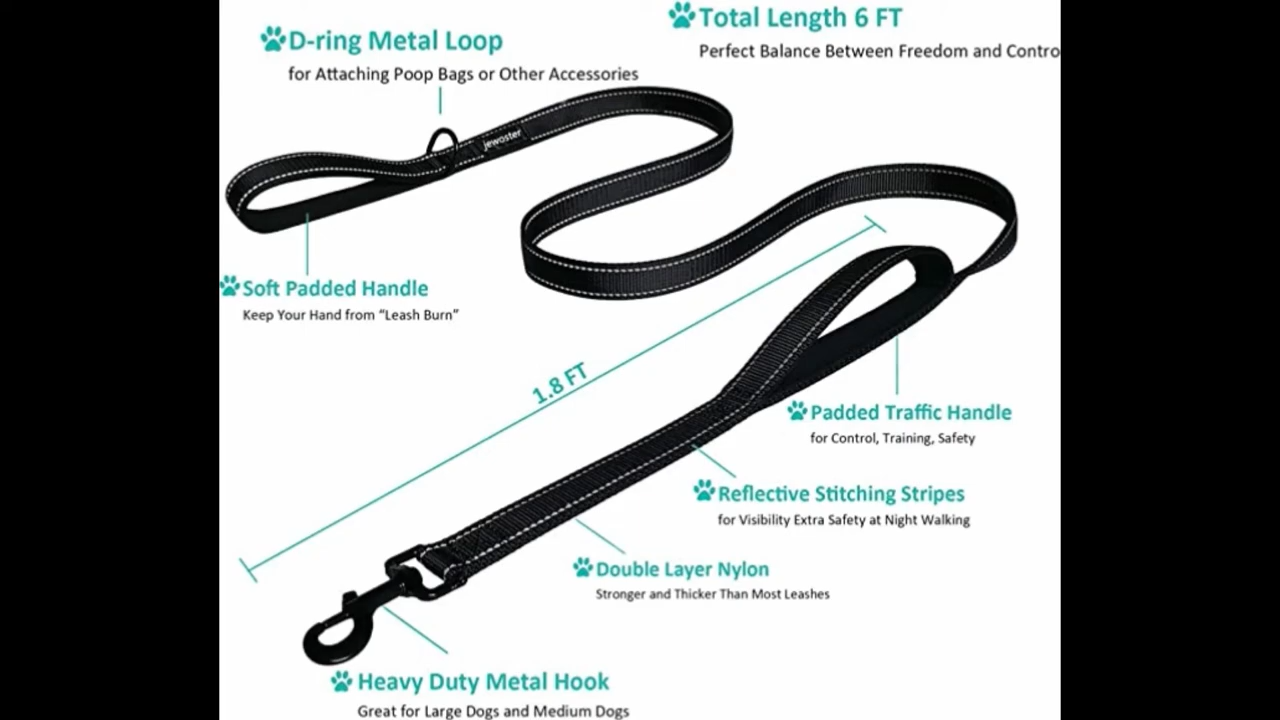 Total Length 6 FT
Perfect Balance Between Freedom and Contro
D-ring Metal Loop
for Attaching Poop Bags or Other Accessories
jewoster
Soft Padded Handle
Keep Your Hand from “Leash Burn”
1.8 FT
Padded Traffic Handle
for Control, Training, Safety
Reflective Stitching Stripes
for Visibility Extra Safety at Night Walking
Double Layer Nylon
Stronger and Thicker Than Most Leashes
Heavy Duty Metal Hook
Great for Large Dogs and Medium Dogs